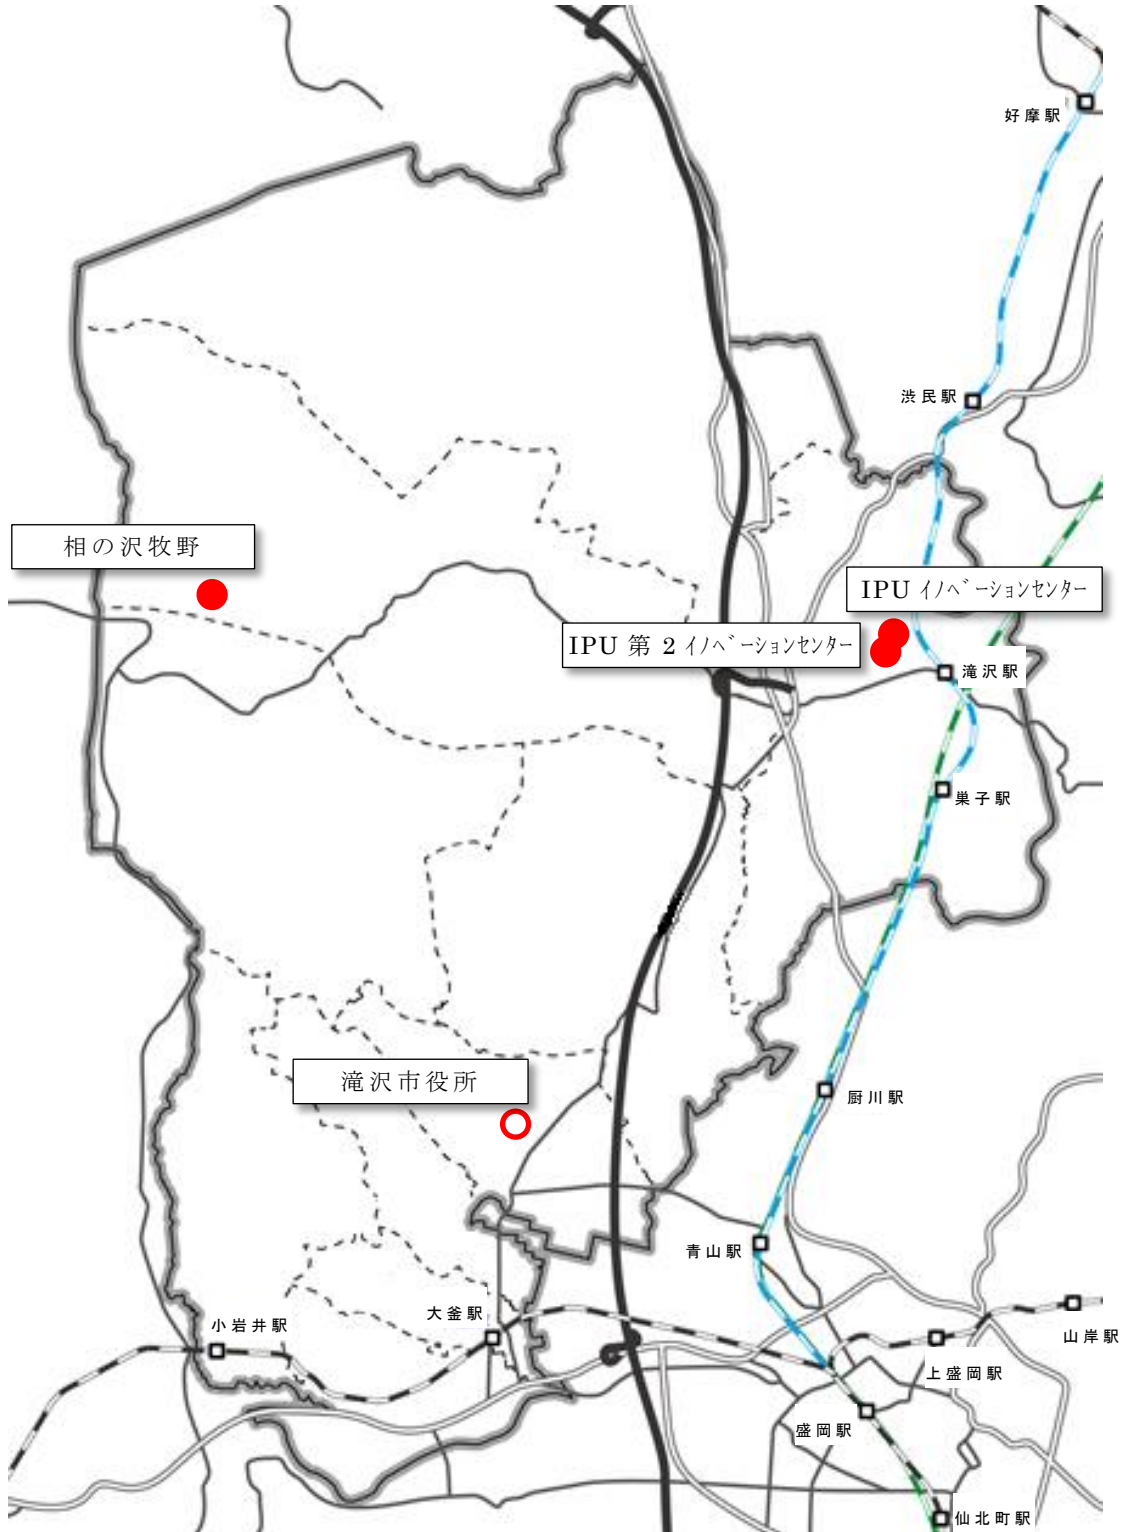 好摩駅
渋民駅
相の沢牧野
IPU ｲﾉﾍﾞｰｼｮﾝｾﾝﾀｰ
IPU 第 2 ｲﾉﾍﾞｰｼｮﾝｾﾝﾀｰ
滝沢駅
巣子駅
滝沢市役所
厨川駅
青山駅
大釜駅
小岩井駅
山岸駅
上盛岡駅
盛岡駅
仙北町駅